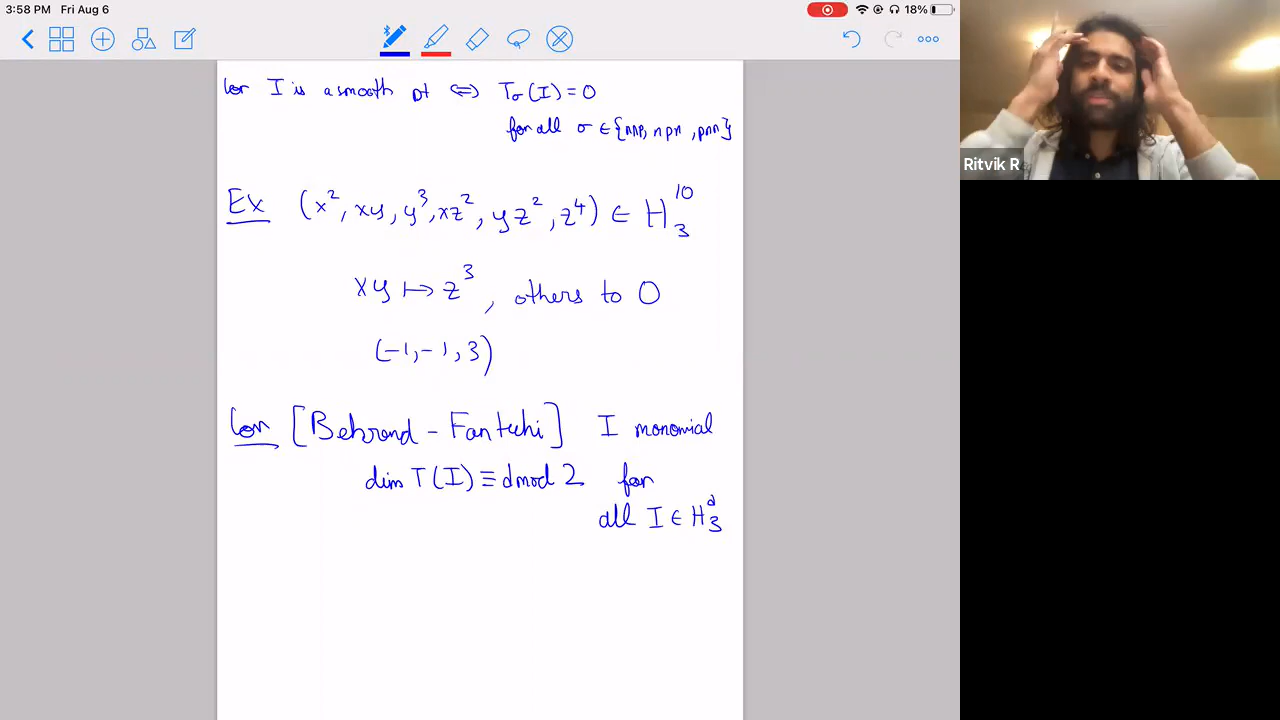 3:58 PM Fri Aug 6
18%
Cor I is a smooth pt ⟺ T_σ(I) = 0
for all σ ∈ {nnp, npn, pnn}
Ex (x², xy, y³, xz², yz², z⁴) ∈ H₃¹⁰
xy ↦ z³, others to 0
(-1, -1, 3)
Cor [Behrend - Fantechi] I monomial
dim T(I) ≡ d mod 2 for
all I ∈ H₃ᵈ
Ritvik R